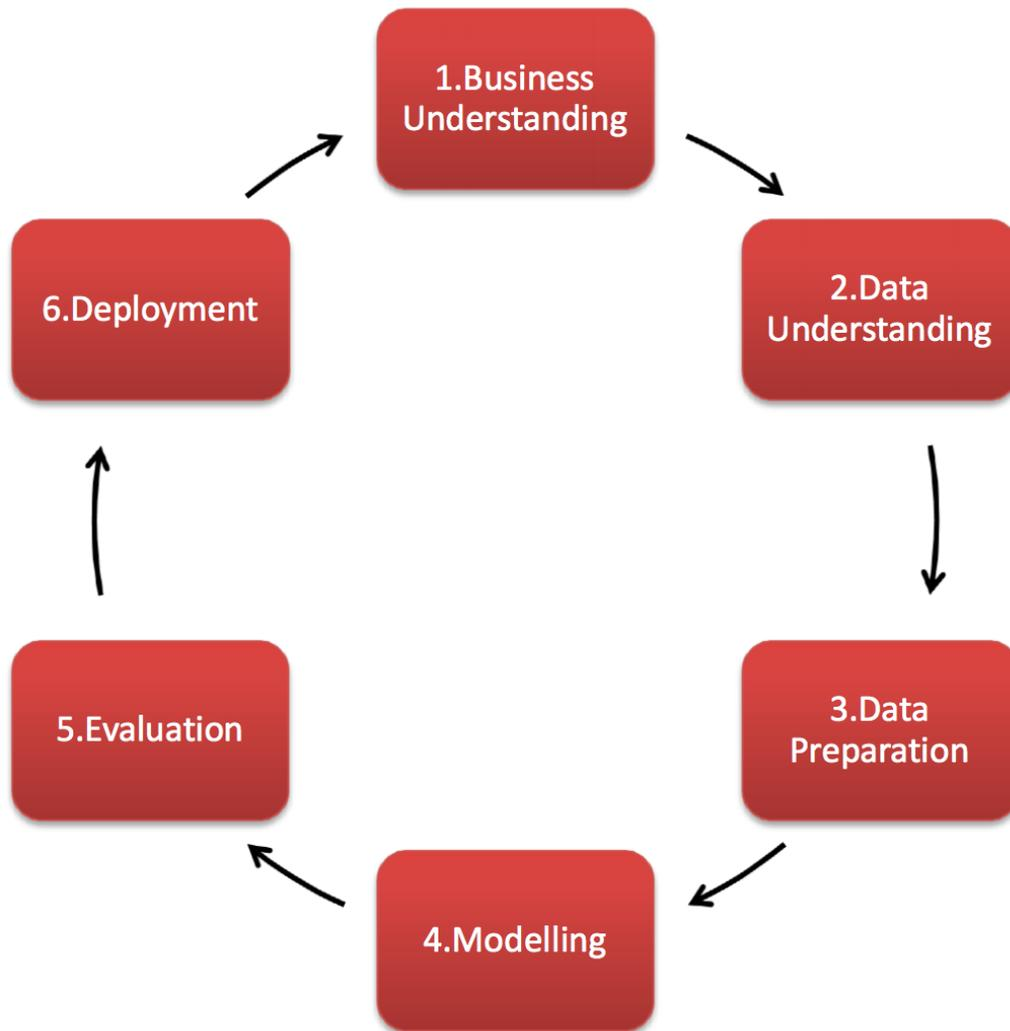 1.Business
Understanding
2.Data
Understanding
3.Data
Preparation
4.Modelling
5.Evaluation
6.Deployment